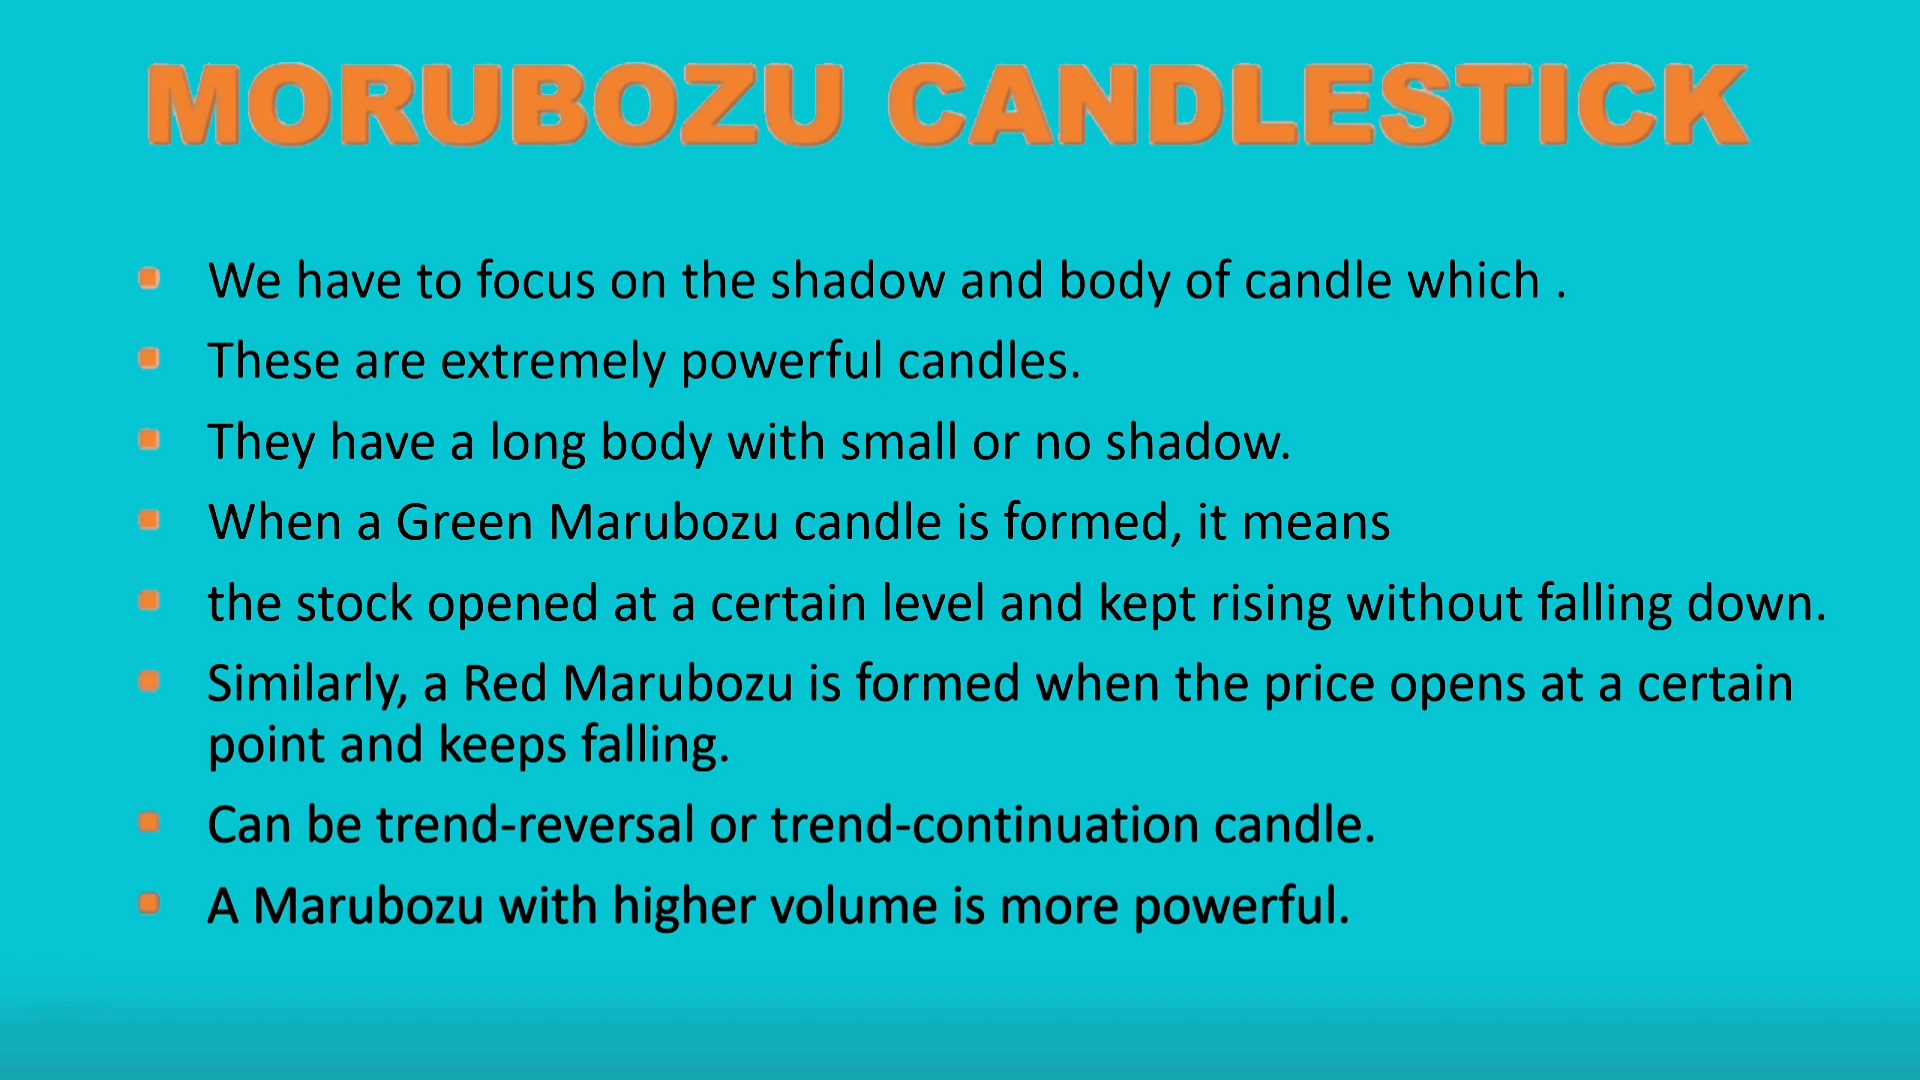 MORUBOZU CANDLESTICK
We have to focus on the shadow and body of candle which .
These are extremely powerful candles.
They have a long body with small or no shadow.
When a Green Marubozu candle is formed, it means
the stock opened at a certain level and kept rising without falling down.
Similarly, a Red Marubozu is formed when the price opens at a certain
point and keeps falling.
Can be trend-reversal or trend-continuation candle.
A Marubozu with higher volume is more powerful.